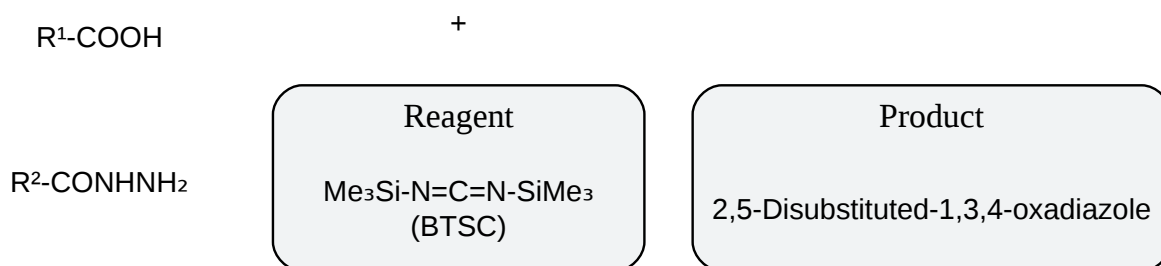 R¹-COOH
+
R²-CONHNH₂
Reagent
Me₃Si-N=C=N-SiMe₃
(BTSC)
Product
2,5-Disubstituted-1,3,4-oxadiazole